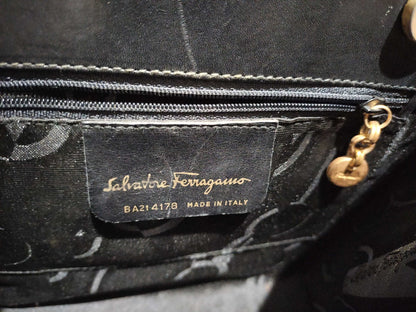 Salvatore Ferragamo
BA21 4178 MADE IN ITALY